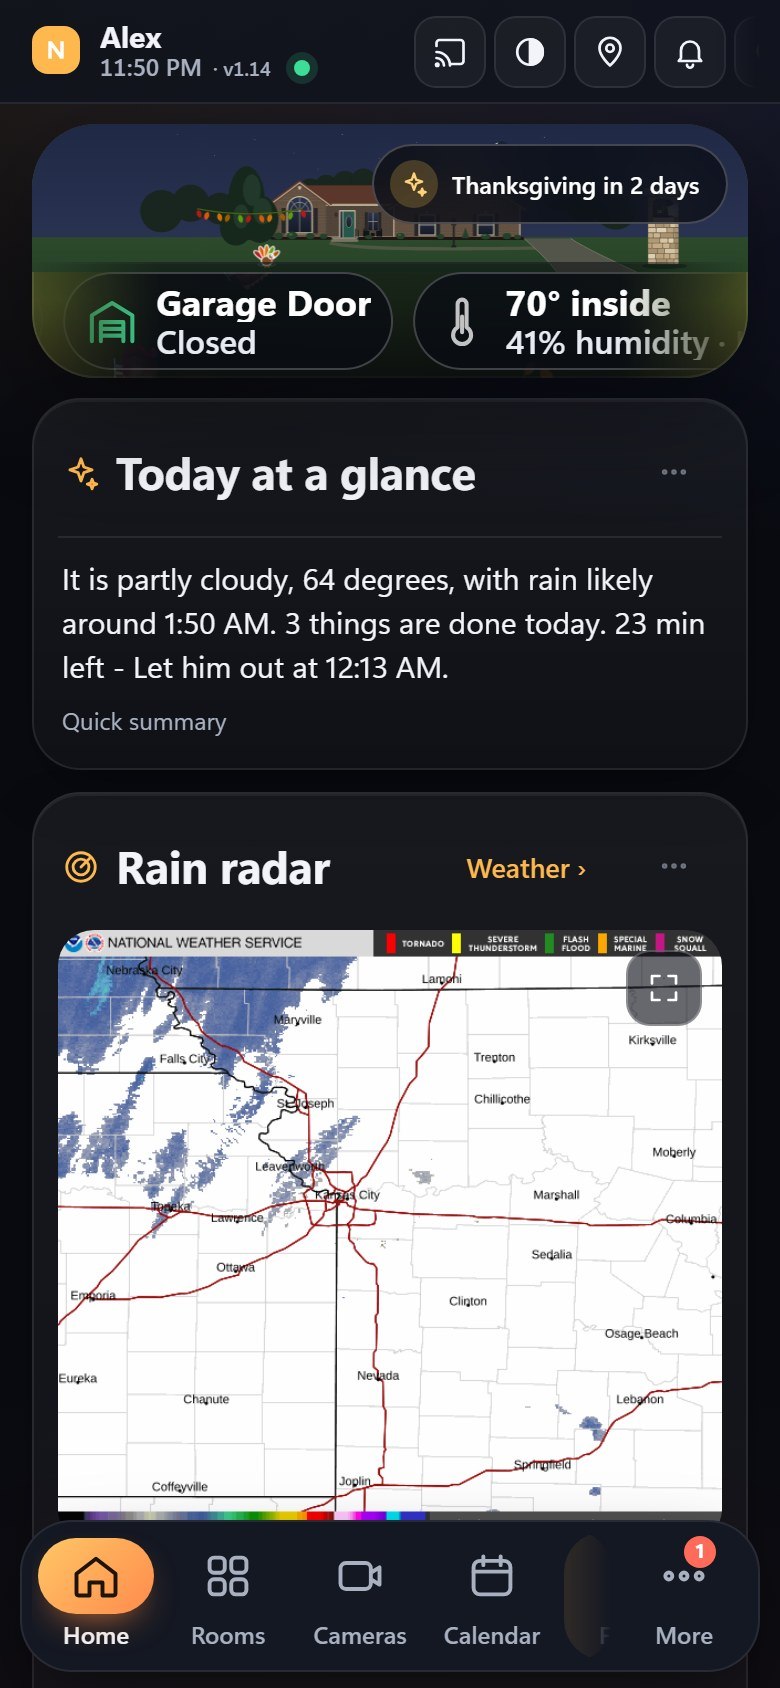 N
Alex
11:50 PM · v1.14
Thanksgiving in 2 days
Garage Door
Closed
70° inside
41% humidity ·
Today at a glance
It is partly cloudy, 64 degrees, with rain likely
around 1:50 AM. 3 things are done today. 23 min
left - Let him out at 12:13 AM.
Quick summary
Rain radar
Weather ›
NATIONAL WEATHER SERVICE
TORNADO
SEVERE THUNDERSTORM
FLASH FLOOD
SPECIAL MARINE
SNOW SQUALL
Nebraska City
Lamoni
Maryville
Kirksville
Falls City
Trenton
St. Joseph
Chillicothe
Moberly
Leavenworth
Kansas City
Marshall
Topeka
Lawrence
Columbia
Sedalia
Ottawa
Emporia
Clinton
Osage Beach
Eureka
Nevada
Chanute
Lebanon
Springfield
Joplin
Coffeyville
1
Home
Rooms
Cameras
Calendar
More